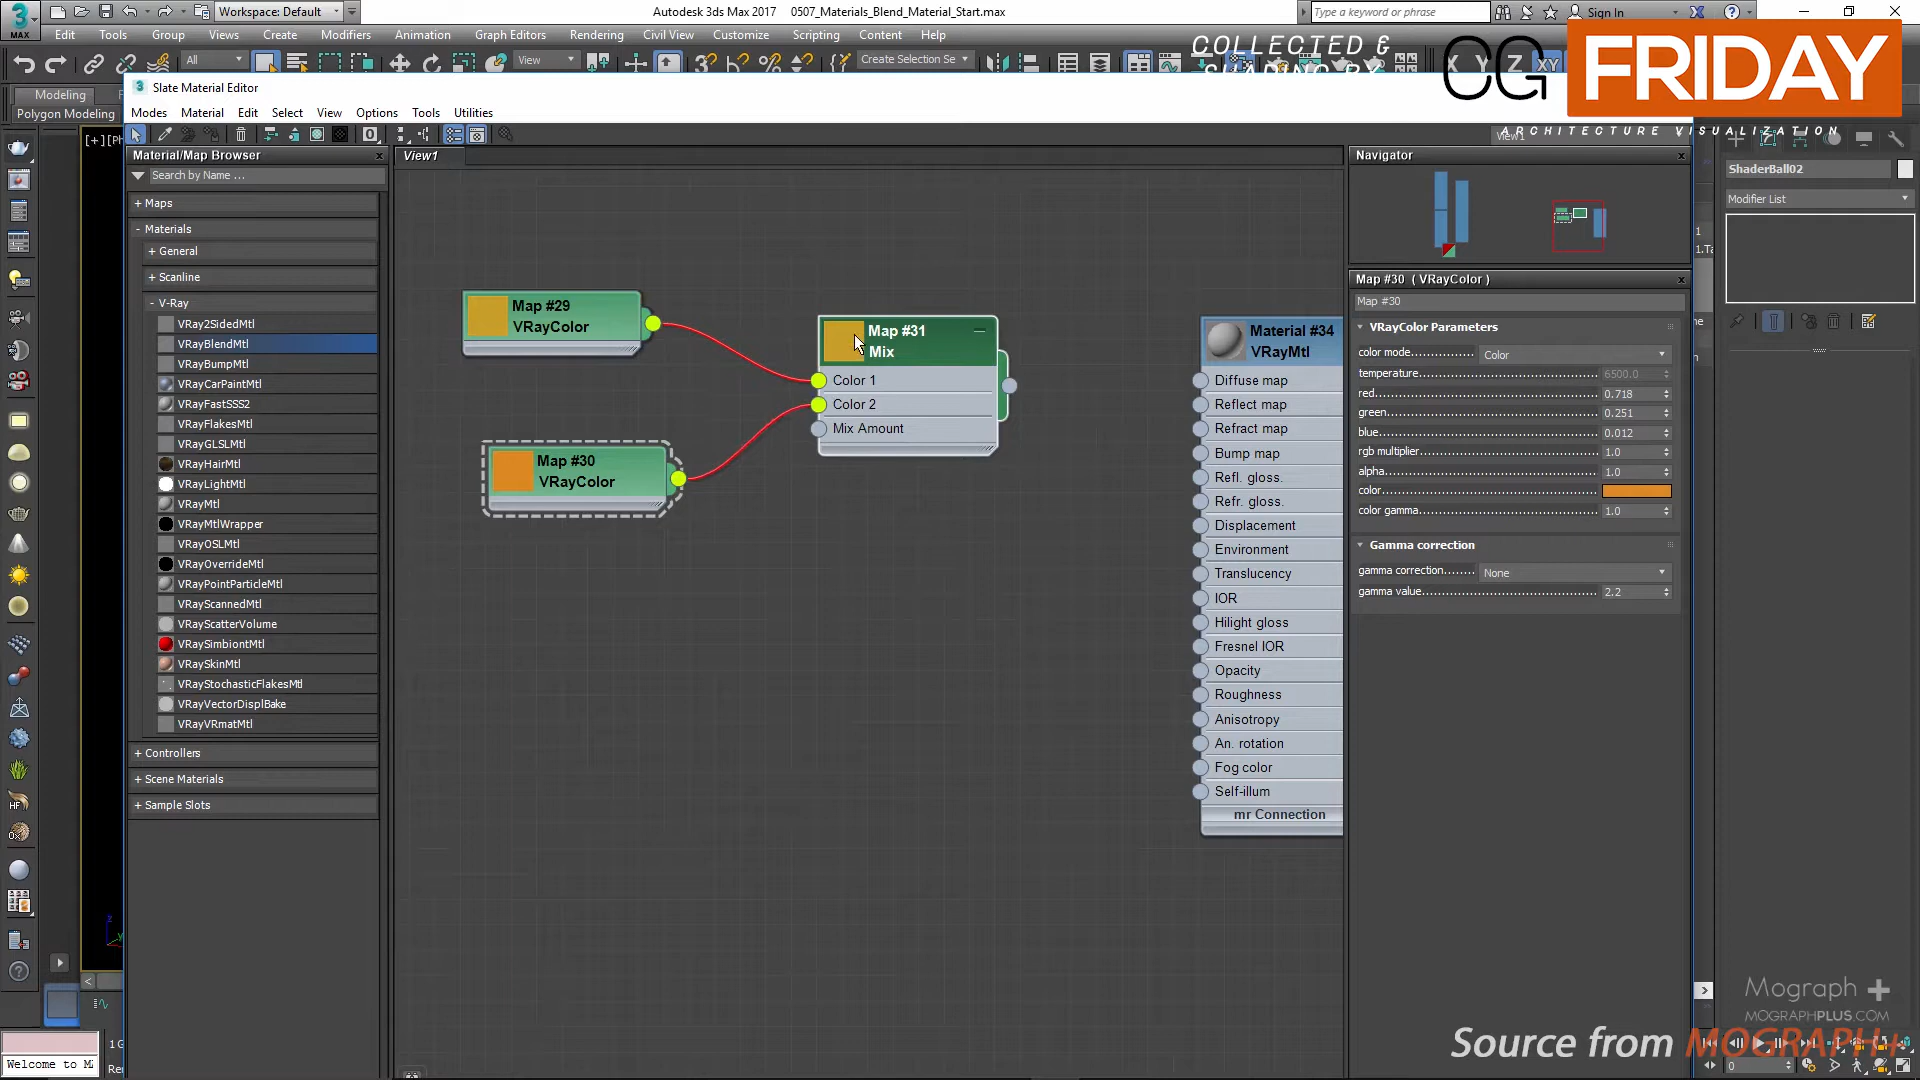 Workspace: Default
Autodesk 3ds Max 2017 0507_Materials_Blend_Material_Start.max
Type a keyword or phrase
Sign In
MAX
Edit Tools Group Views Create Modifiers Animation Graph Editors Rendering Civil View Customize Scripting Content Help
All
View
Create Selection Se
COLLECTED &
SHADING BY
CG FRIDAY
ARCHITECTURE VISUALIZATION
Modeling
Polygon Modeling
Slate Material Editor
Modes Material Edit Select View Options Tools Utilities
View1
Material/Map Browser
Search by Name ...
+ Maps
- Materials
+ General
+ Scanline
- V-Ray
VRay2SidedMtl
VRayBlendMtl
VRayBumpMtl
VRayCarPaintMtl
VRayFastSSS2
VRayFlakesMtl
VRayGLSLMtl
VRayHairMtl
VRayLightMtl
VRayMtl
VRayMtlWrapper
VRayOSLMtl
VRayOverrideMtl
VRayPointParticleMtl
VRayScannedMtl
VRayScatterVolume
VRaySimbiontMtl
VRaySkinMtl
VRayStochasticFlakesMtl
VRayVectorDisplBake
VRayVRmatMtl
+ Controllers
+ Scene Materials
+ Sample Slots
View1
Map #29
VRayColor
Map #30
VRayColor
Map #31
Mix
Color 1
Color 2
Mix Amount
Material #34
VRayMtl
Diffuse map
Reflect map
Refract map
Bump map
Refl. gloss.
Refr. gloss.
Displacement
Environment
Translucency
IOR
Hilight gloss
Fresnel IOR
Opacity
Roughness
Anisotropy
An. rotation
Fog color
Self-illum
mr Connection
Navigator
Map #30 ( VRayColor )
Map #30
VRayColor Parameters
color mode Color
temperature 6500.0
red 0.718
green 0.251
blue 0.012
rgb multiplier 1.0
alpha 1.0
color
color gamma 1.0
Gamma correction
gamma correction None
gamma value 2.2
ShaderBall02
Modifier List
Mograph +
MOGRAPHPLUS.COM
Source from MOGRAPH+
Welcome to M
0